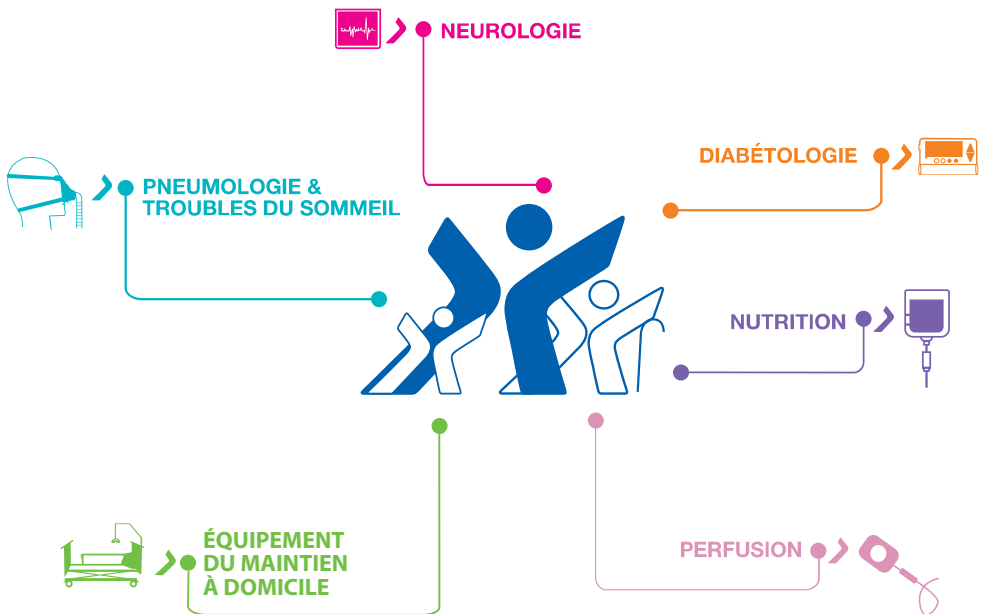 NEUROLOGIE
DIABÉTOLOGIE
PNEUMOLOGIE &
TROUBLES DU SOMMEIL
NUTRITION
ÉQUIPEMENT
DU MAINTIEN
À DOMICILE
PERFUSION